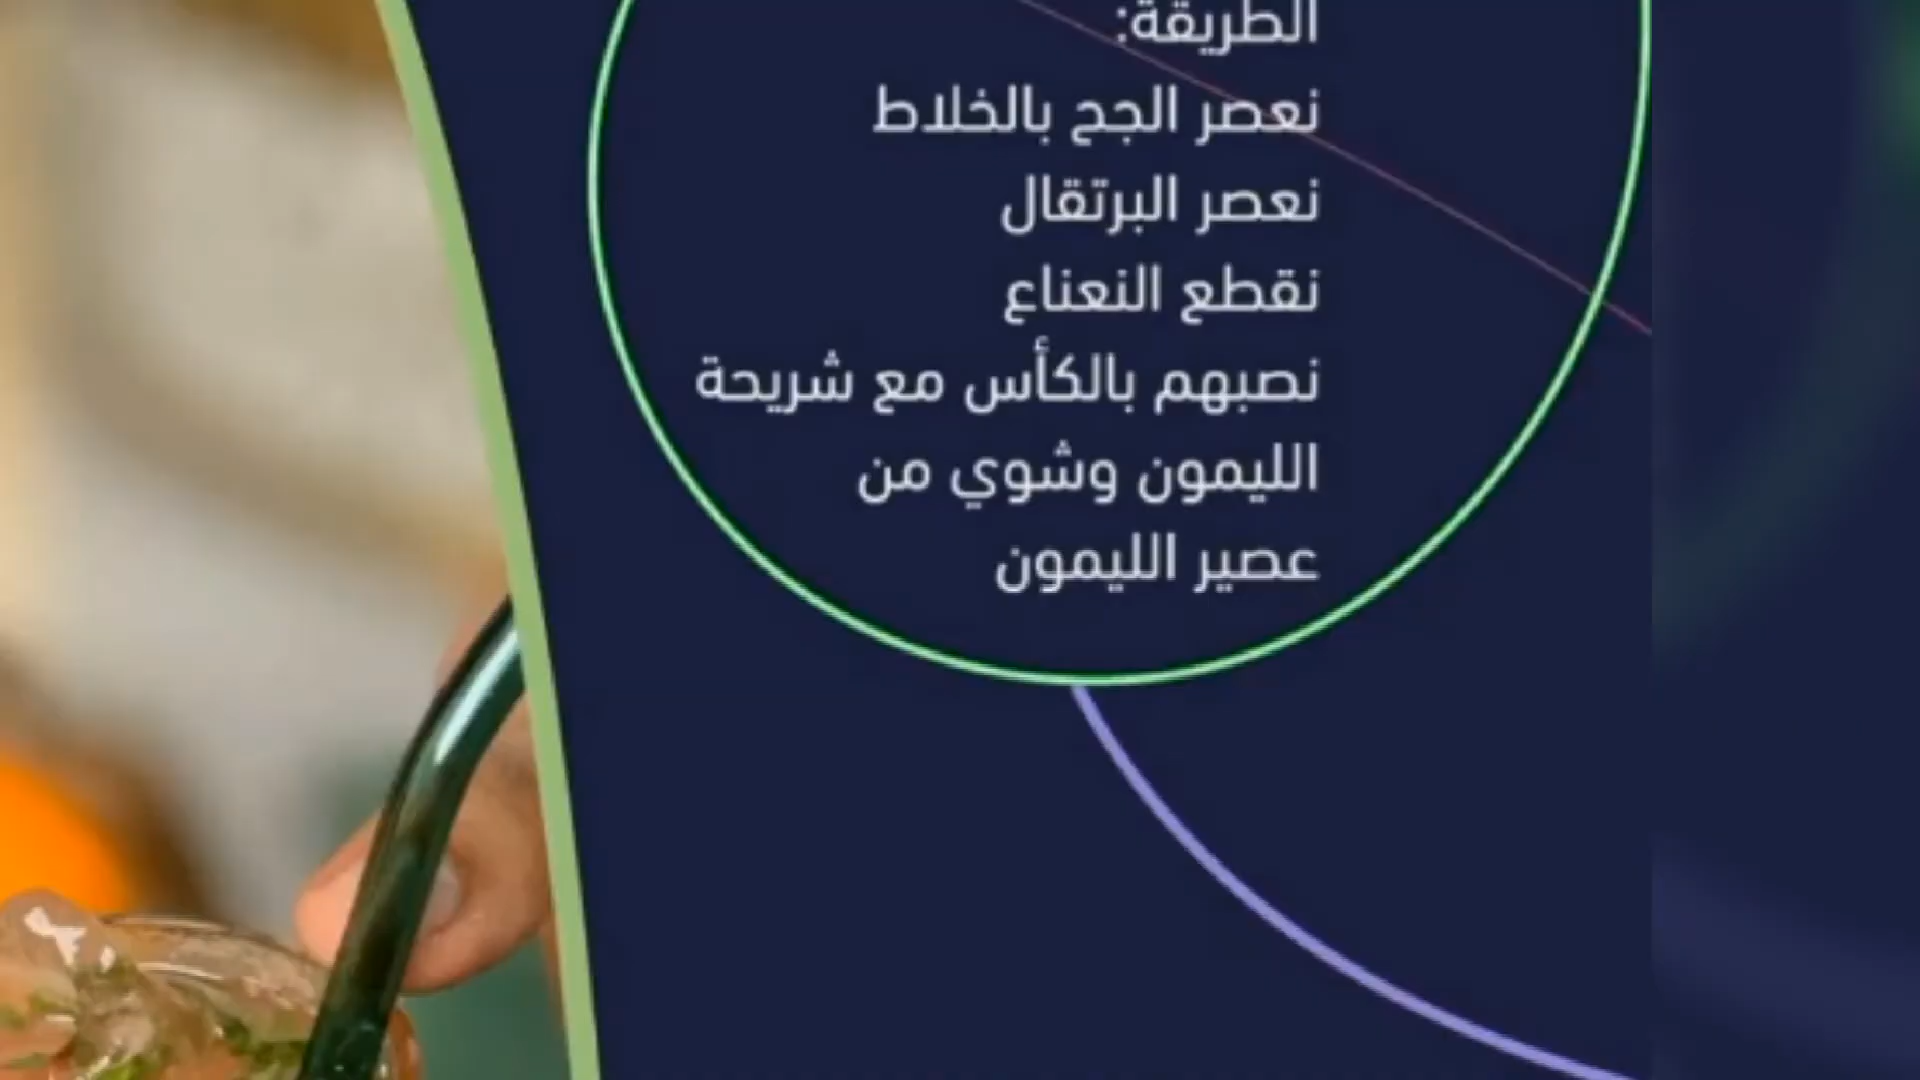 الطريقة:
نعصر الجح بالخلاط
نعصر البرتقال
نقطع النعناع
نصبهم بالكأس مع شريحة
الليمون وشوي من
عصير الليمون